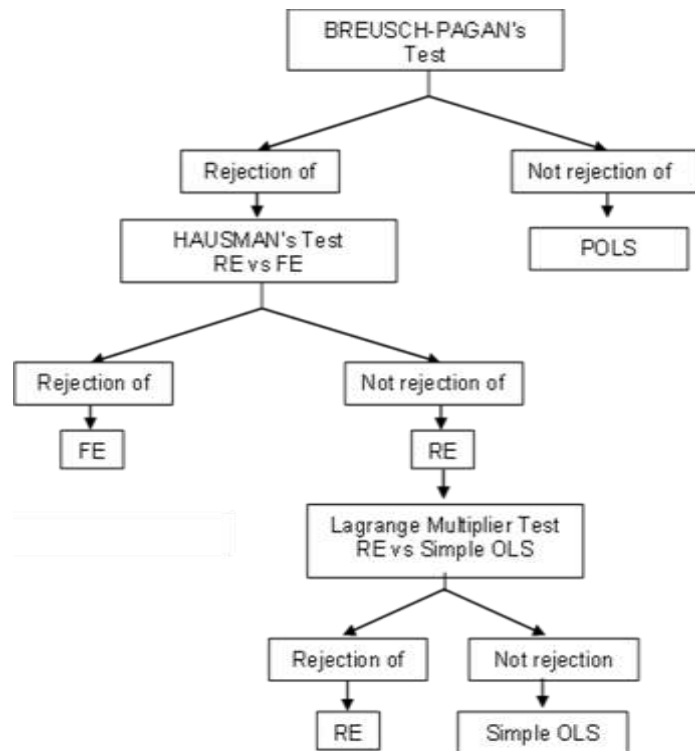 BREUSCH-PAGAN's
Test
Rejection of
Not rejection of
HAUSMAN's Test
RE vs FE
POLS
Rejection of
Not rejection of
FE
RE
Lagrange Multiplier Test
RE vs Simple OLS
Rejection of
Not rejection
RE
Simple OLS